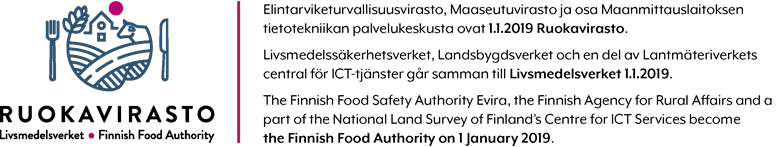 RUOKAVIRASTO
Livsmedelsverket • Finnish Food Authority
Elintarviketurvallisuusvirasto, Maaseutuvirasto ja osa Maanmittauslaitoksen
tietotekniikan palvelukeskusta ovat 1.1.2019 Ruokavirasto.
Livsmedelssäkerhetsverket, Landsbygdsverket och en del av Lantmäteriverkets
central för ICT-tjänster går samman till Livsmedelsverket 1.1.2019.
The Finnish Food Safety Authority Evira, the Finnish Agency for Rural Affairs and a
part of the National Land Survey of Finland's Centre for ICT Services become
the Finnish Food Authority on 1 January 2019.